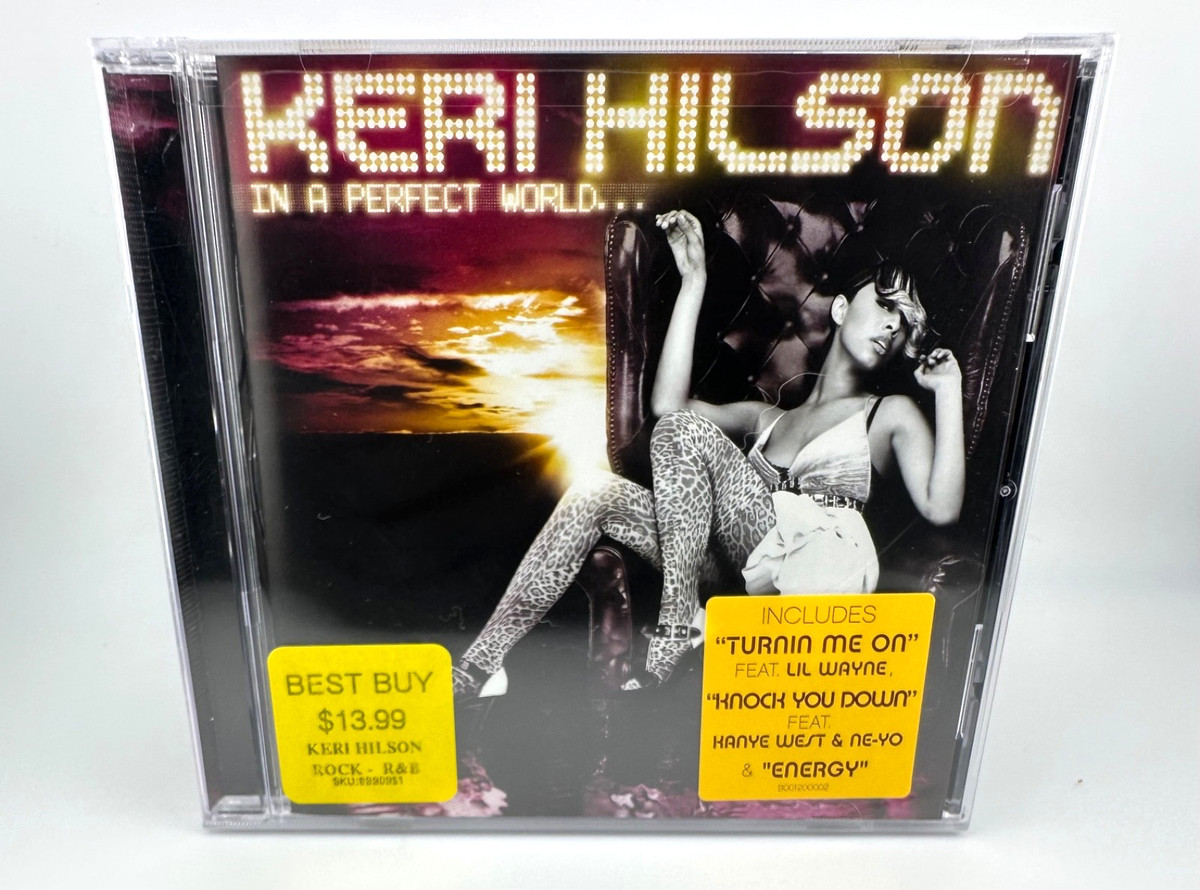 KERI HILSON
IN A PERFECT WORLD...
BEST BUY
$13.99
KERI HILSON
ROCK - R&B
INCLUDES
“TURNIN ME ON”
FEAT. LIL WAYNE,
“KNOCK YOU DOWN”
FEAT.
KANYE WEST & NE-YO
& "ENERGY"
B001200002